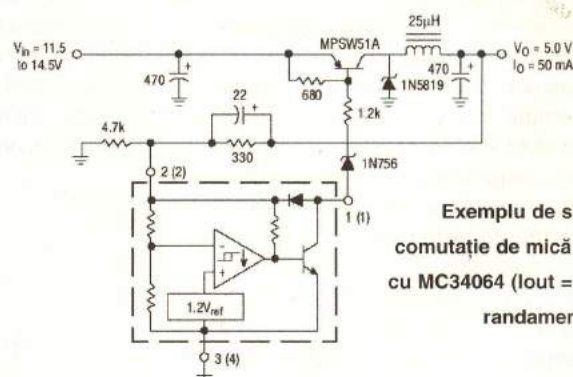 25µH
V_in = 11.5
to 14.5V
MPSW51A
V_O = 5.0 V
I_O = 50 mA
470
+
680
470
+
1N5819
22
+
1.2k
4.7k
330
1N756
2 (2)
1 (1)
−
+
1.2V_ref
3 (4)
Exemplu de s
comutație de mică
cu MC34064 (Iout =
randamen